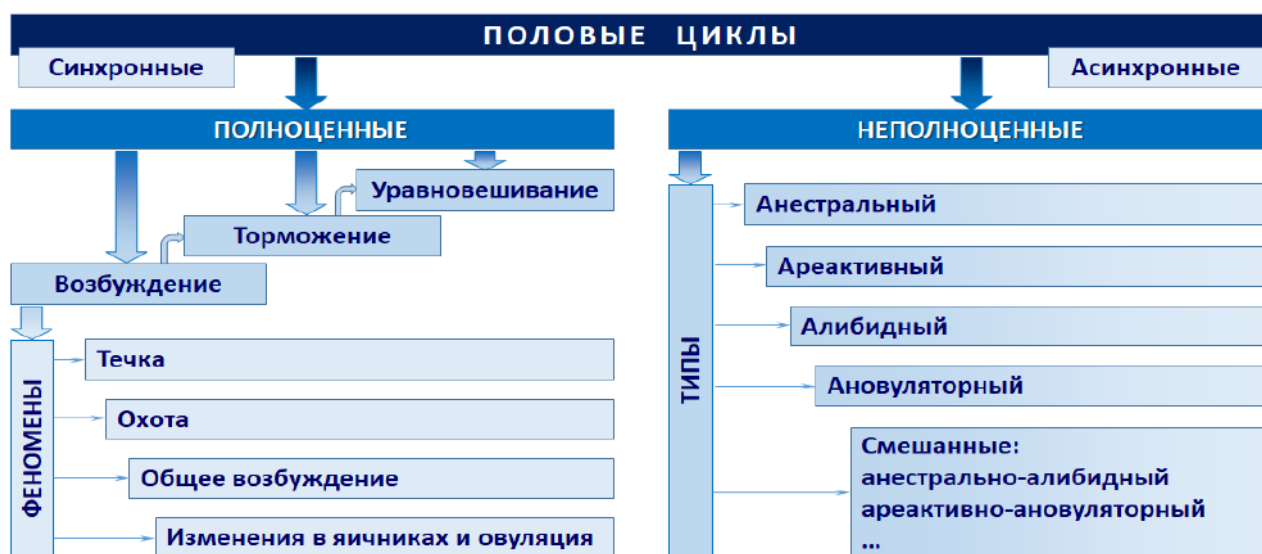 ПОЛОВЫЕ ЦИКЛЫ
Синхронные
Асинхронные
ПОЛНОЦЕННЫЕ
Уравновешивание
Торможение
Возбуждение
ФЕНОМЕНЫ
Течка
Охота
Общее возбуждение
Изменения в яичниках и овуляция
НЕПОЛНОЦЕННЫЕ
ТИПЫ
Анестральный
Ареактивный
Алибидный
Ановуляторный
Смешанные:
анестрально-алибидный
ареактивно-ановуляторный
...